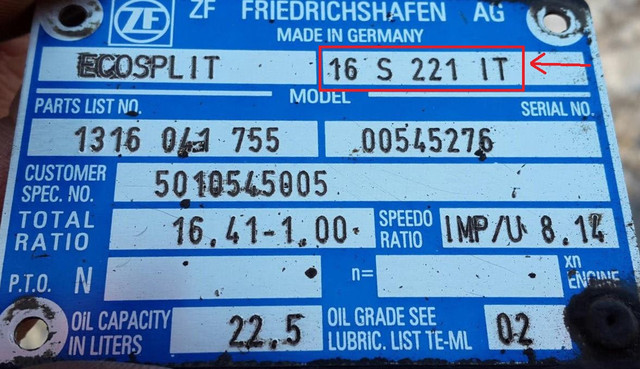 ZF ZF FRIEDRICHSHAFEN AG
MADE IN GERMANY
ECOSPLIT 16 S 221 IT
MODEL
PARTS LIST NO. SERIAL NO.
1316 041 755 00545276
CUSTOMER SPEC. NO. 5010545005
TOTAL RATIO 16.41-1.00 SPEEDO RATIO IMP/U 8.14
P.T.O. N n= xn ENGINE
OIL CAPACITY IN LITERS 22.5 OIL GRADE SEE LUBRIC. LIST TE-ML 02